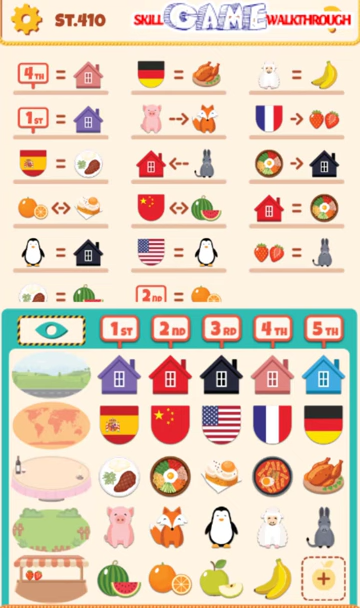 ST.410
SKILL GAME WALKTHROUGH
4TH =
=
=
1ST =
=
=
=
=
=
=
=
2ND =
1ST 2ND 3RD 4TH 5TH
+